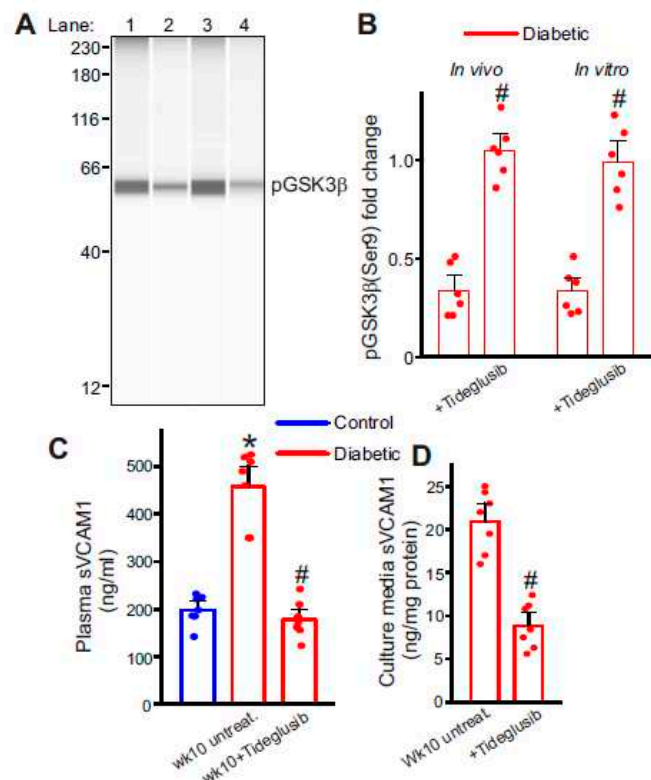 A Lane: 1 2 3 4
230
180
116
66
pGSK3β
40
12
B
Diabetic
In vivo
In vitro
#
#
pGSK3β(Ser9) fold change
1.0
0.5
0
+Tideglusib
+Tideglusib
C
Control
Diabetic
*
#
Plasma sVCAM1
(ng/ml)
500
400
300
200
100
0
wk10 untreat.
wk10+Tideglusib
D
#
Culture media sVCAM1
(ng/mg protein)
25
20
15
10
5
0
Wk10 untreat.
+Tideglusib